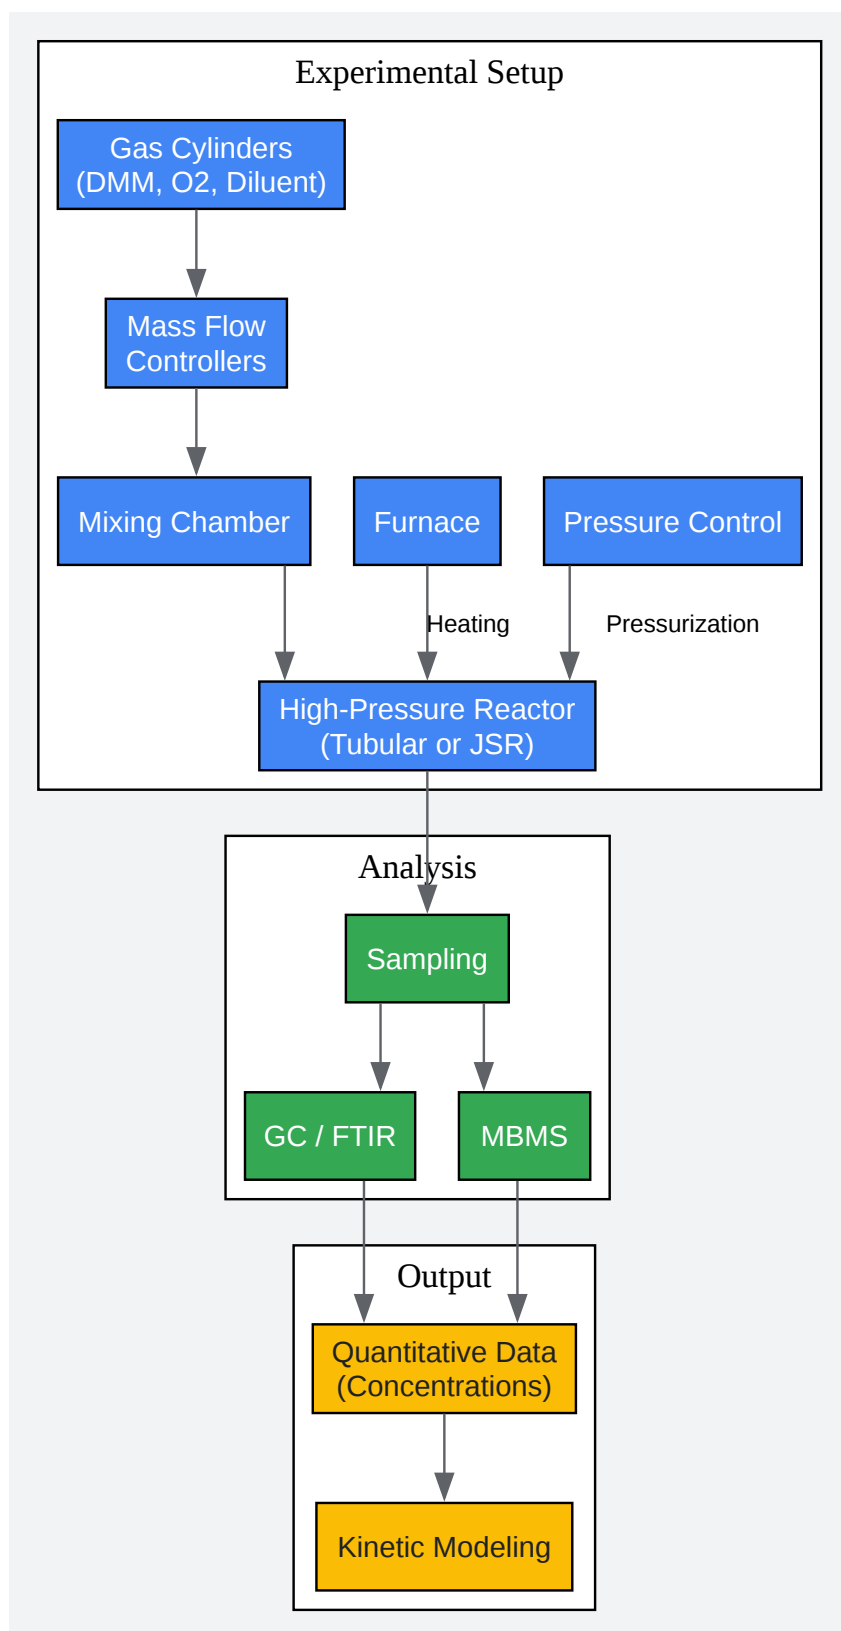 Experimental Setup
Gas Cylinders
(DMM, O2, Diluent)
Mass Flow
Controllers
Mixing Chamber
Furnace
Pressure Control
Heating
Pressurization
High-Pressure Reactor
(Tubular or JSR)
Analysis
Sampling
GC / FTIR
MBMS
Output
Quantitative Data
(Concentrations)
Kinetic Modeling